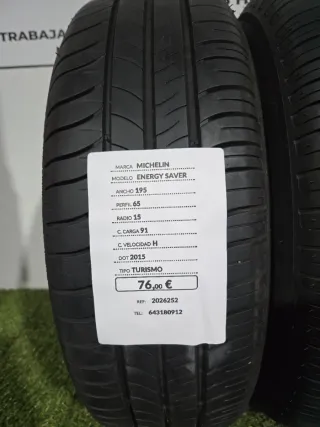 TRABAJA
MARCA MICHELIN
MODELO ENERGY SAVER
ANCHO 195
PERFIL 65
RADIO 15
C. CARGA 91
C. VELOCIDAD H
DOT 2015
TIPO TURISMO
76,00 €
REF: 2026252
TEL: 643180912